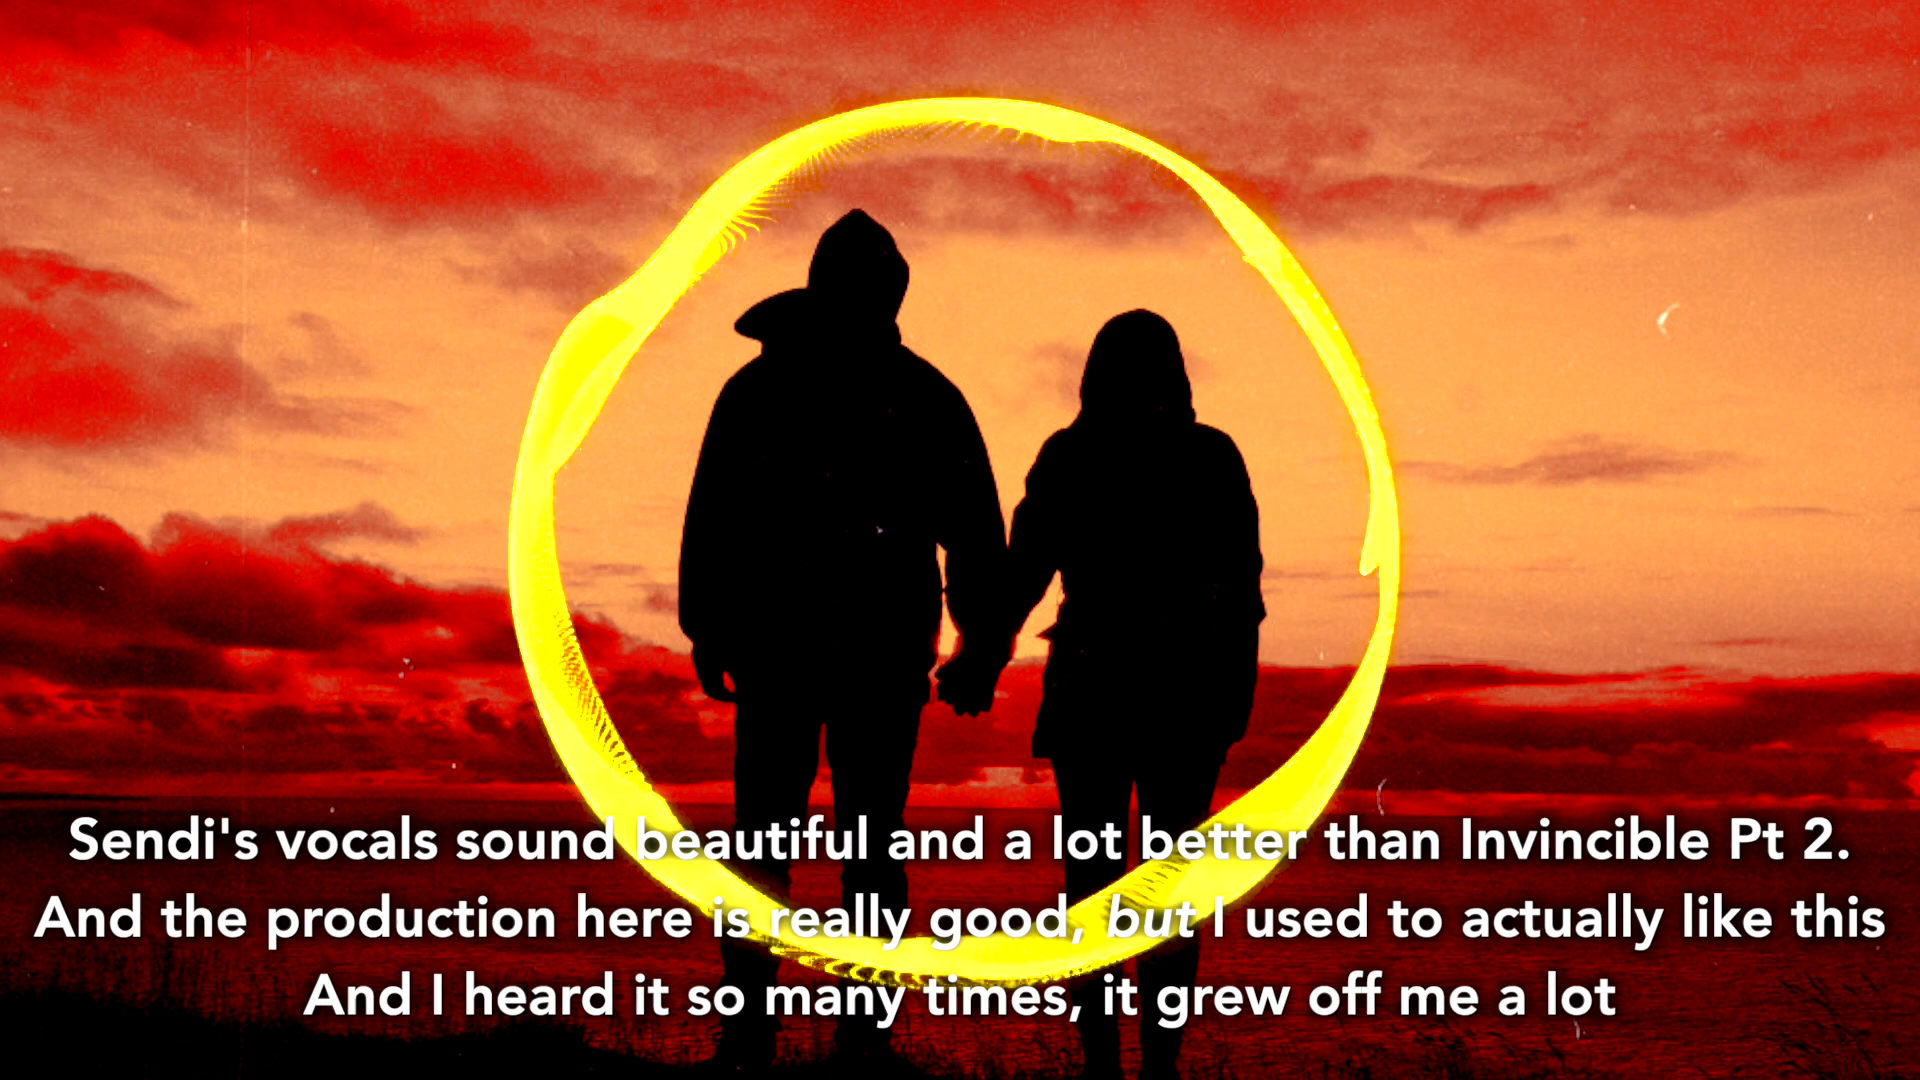 Sendi's vocals sound beautiful and a lot better than Invincible Pt 2.
And the production here is really good, but I used to actually like this
And I heard it so many times, it grew off me a lot